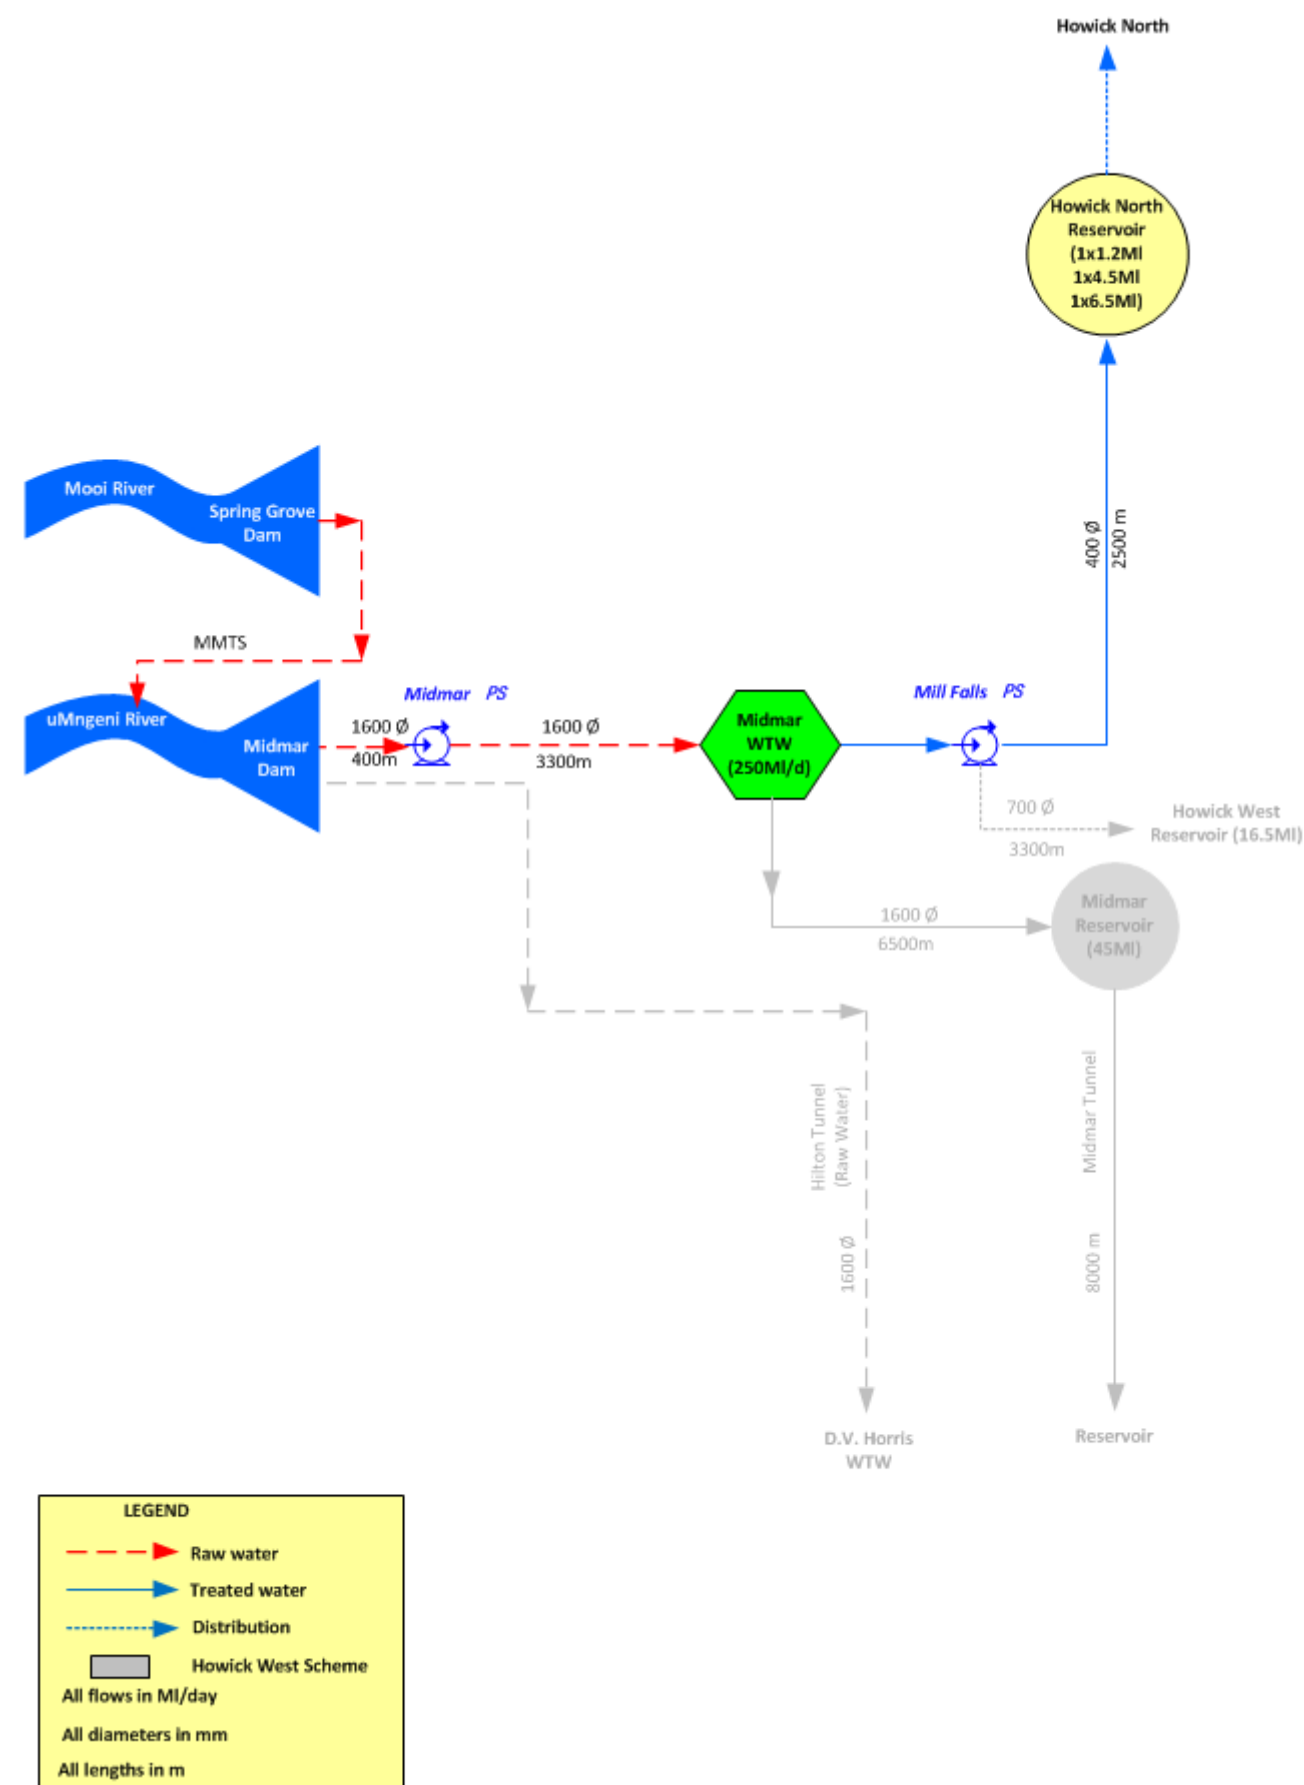 Howick North
Howick North
Reservoir
(1x1.2Ml
1x4.5Ml
1x6.5Ml)
400 Ø
2500 m
Mooi River
Spring Grove
Dam
MMTS
uMngeni River
Midmar
Dam
1600 Ø
400m
Midmar PS
1600 Ø
3300m
Midmar
WTW
(250Ml/d)
Mill Falls PS
700 Ø
3300m
Howick West
Reservoir (16.5Ml)
1600 Ø
6500m
Midmar
Reservoir
(45Ml)
Hilton Tunnel
(Raw Water)
1600 Ø
Midmar Tunnel
8000 m
D.V. Horris
WTW
Reservoir
LEGEND
Raw water
Treated water
Distribution
Howick West Scheme
All flows in Ml/day
All diameters in mm
All lengths in m